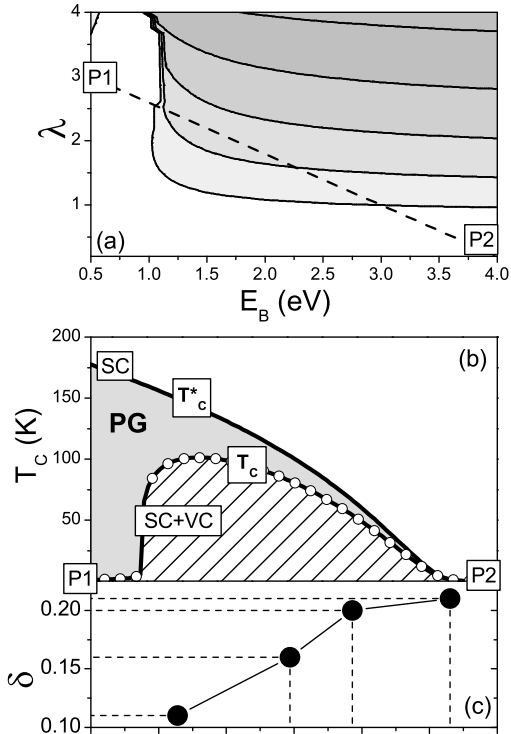 4
(a)
P1
3
λ
2
1
P2
0.5
1.0
1.5
2.0
2.5
3.0
3.5
4.0
E_B (eV)
200
SC
(b)
T*_C
150
PG
T_C (K)
100
T_C
50
SC+VC
P1
P2
0.20
δ
0.15
0.10
(c)